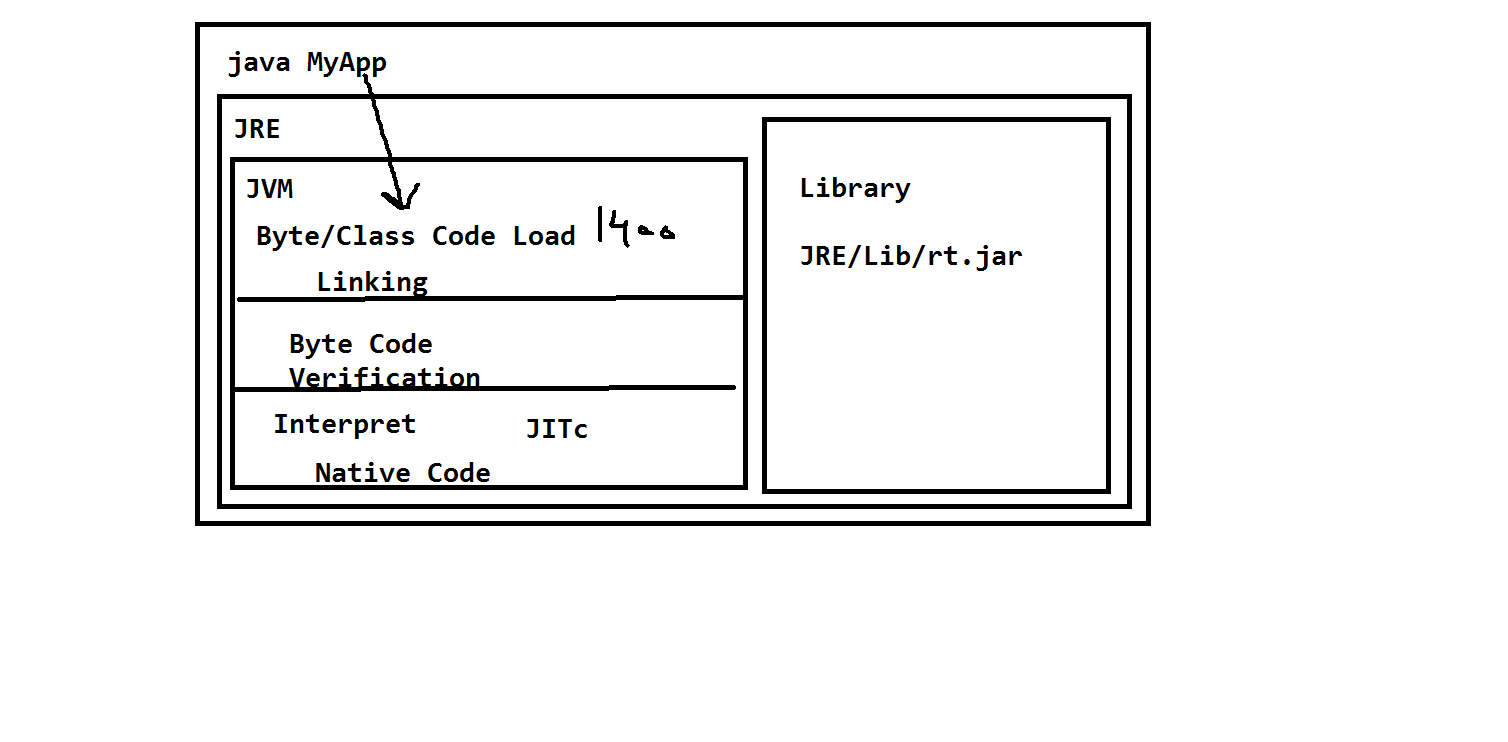 java MyApp
JRE
JVM
Byte/Class Code Load 1400
Linking
Byte Code
Verification
Interpret JITc
Native Code
Library
JRE/Lib/rt.jar